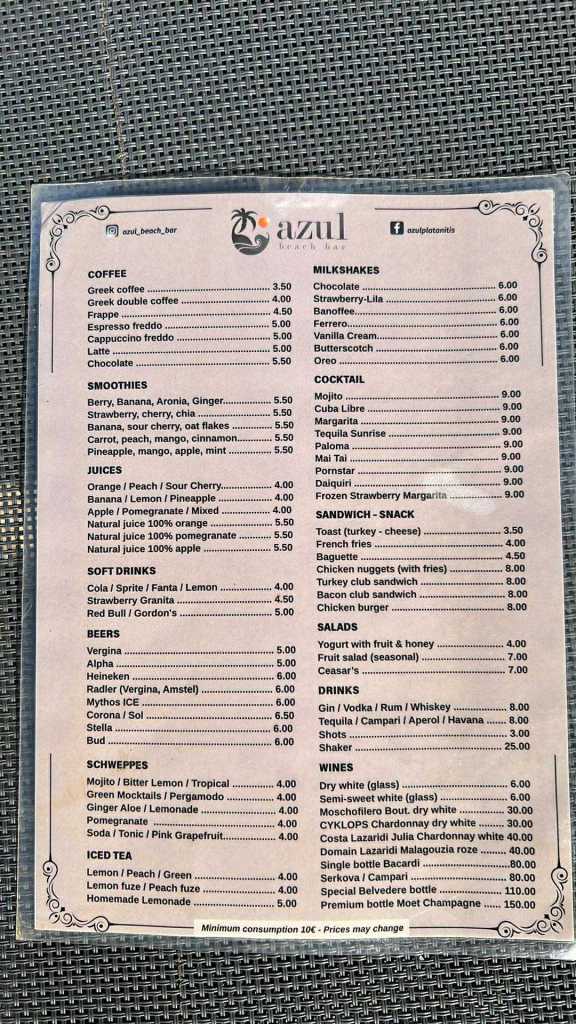 azul_beach_bar
azul
beach bar
azulplatanitis
COFFEE
Greek coffee 3.50
Greek double coffee 4.00
Frappe 4.50
Espresso freddo 5.00
Cappuccino freddo 5.00
Latte 5.00
Chocolate 5.50
SMOOTHIES
Berry, Banana, Aronia, Ginger 5.50
Strawberry, cherry, chia 5.50
Banana, sour cherry, oat flakes 5.50
Carrot, peach, mango, cinnamon 5.50
Pineapple, mango, apple, mint 5.50
JUICES
Orange / Peach / Sour Cherry 4.00
Banana / Lemon / Pineapple 4.00
Apple / Pomegranate / Mixed 4.00
Natural juice 100% orange 5.50
Natural juice 100% pomegranate 5.50
Natural juice 100% apple 5.50
SOFT DRINKS
Cola / Sprite / Fanta / Lemon 4.00
Strawberry Granita 4.50
Red Bull / Gordon's 5.00
BEERS
Vergina 5.00
Alpha 5.00
Heineken 6.00
Radler (Vergina, Amstel) 6.00
Mythos ICE 6.00
Corona / Sol 6.50
Stella 6.00
Bud 6.00
SCHWEPPES
Mojito / Bitter Lemon / Tropical 4.00
Green Mocktails / Pergamodo 4.00
Ginger Aloe / Lemonade 4.00
Pomegranate 4.00
Soda / Tonic / Pink Grapefruit 4.00
ICED TEA
Lemon / Peach / Green 4.00
Lemon fuze / Peach fuze 4.00
Homemade Lemonade 5.00
MILKSHAKES
Chocolate 6.00
Strawberry-Lila 6.00
Banoffee 6.00
Ferrero 6.00
Vanilla Cream 6.00
Butterscotch 6.00
Oreo 6.00
COCKTAIL
Mojito 9.00
Cuba Libre 9.00
Margarita 9.00
Tequila Sunrise 9.00
Paloma 9.00
Mai Tai 9.00
Pornstar 9.00
Daiquiri 9.00
Frozen Strawberry Margarita 9.00
SANDWICH - SNACK
Toast (turkey - cheese) 3.50
French fries 4.00
Baguette 4.50
Chicken nuggets (with fries) 8.00
Turkey club sandwich 8.00
Bacon club sandwich 8.00
Chicken burger 8.00
SALADS
Yogurt with fruit & honey 4.00
Fruit salad (seasonal) 7.00
Ceasar's 7.00
DRINKS
Gin / Vodka / Rum / Whiskey 8.00
Tequila / Campari / Aperol / Havana 8.00
Shots 3.00
Shaker 25.00
WINES
Dry white (glass) 6.00
Semi-sweet white (glass) 6.00
Moschofilero Bout. dry white 30.00
CYKLOPS Chardonnay dry white 30.00
Costa Lazaridi Julia Chardonnay white 40.00
Domain Lazaridi Malagouzia roze 40.00
Single bottle Bacardi 80.00
Serkova / Campari 80.00
Special Belvedere bottle 110.00
Premium bottle Moet Champagne 150.00
Minimum consumption 10€ - Prices may change